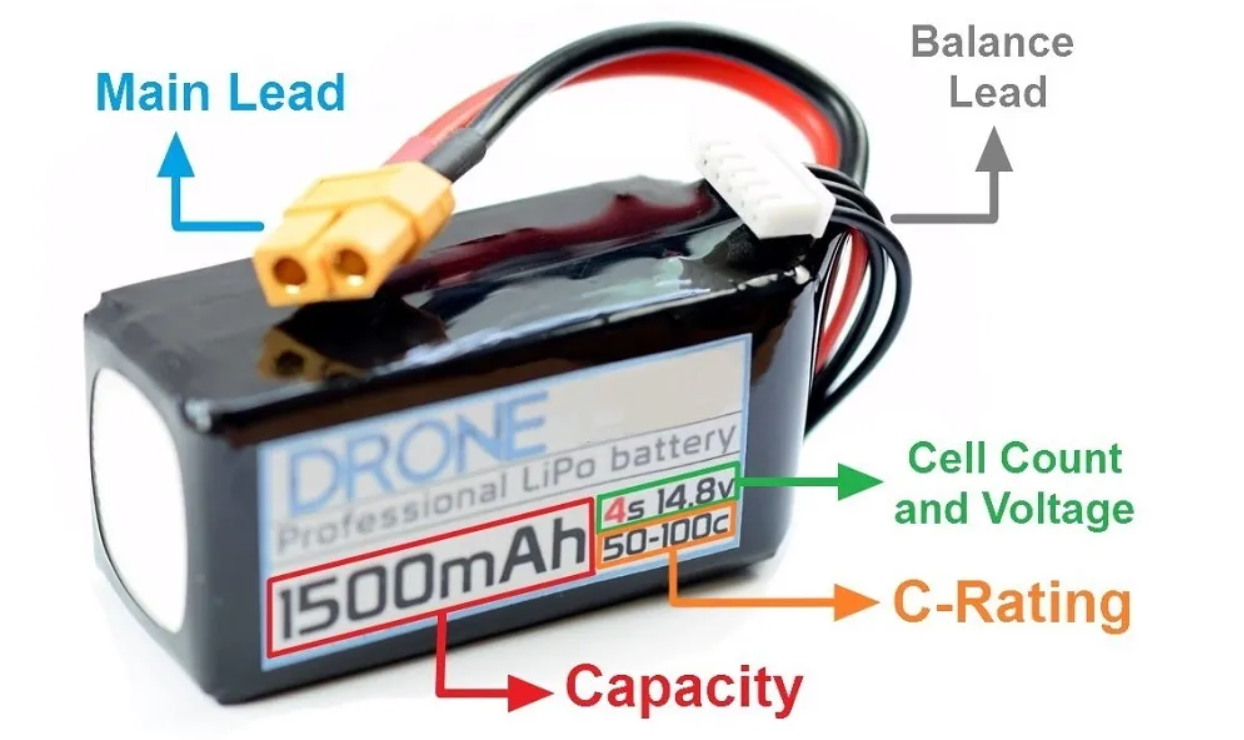 Balance
Lead
Main Lead
DRONE
Professional LiPo battery
4s 14.8v
50-100c
1500mAh
Cell Count
and Voltage
C-Rating
Capacity